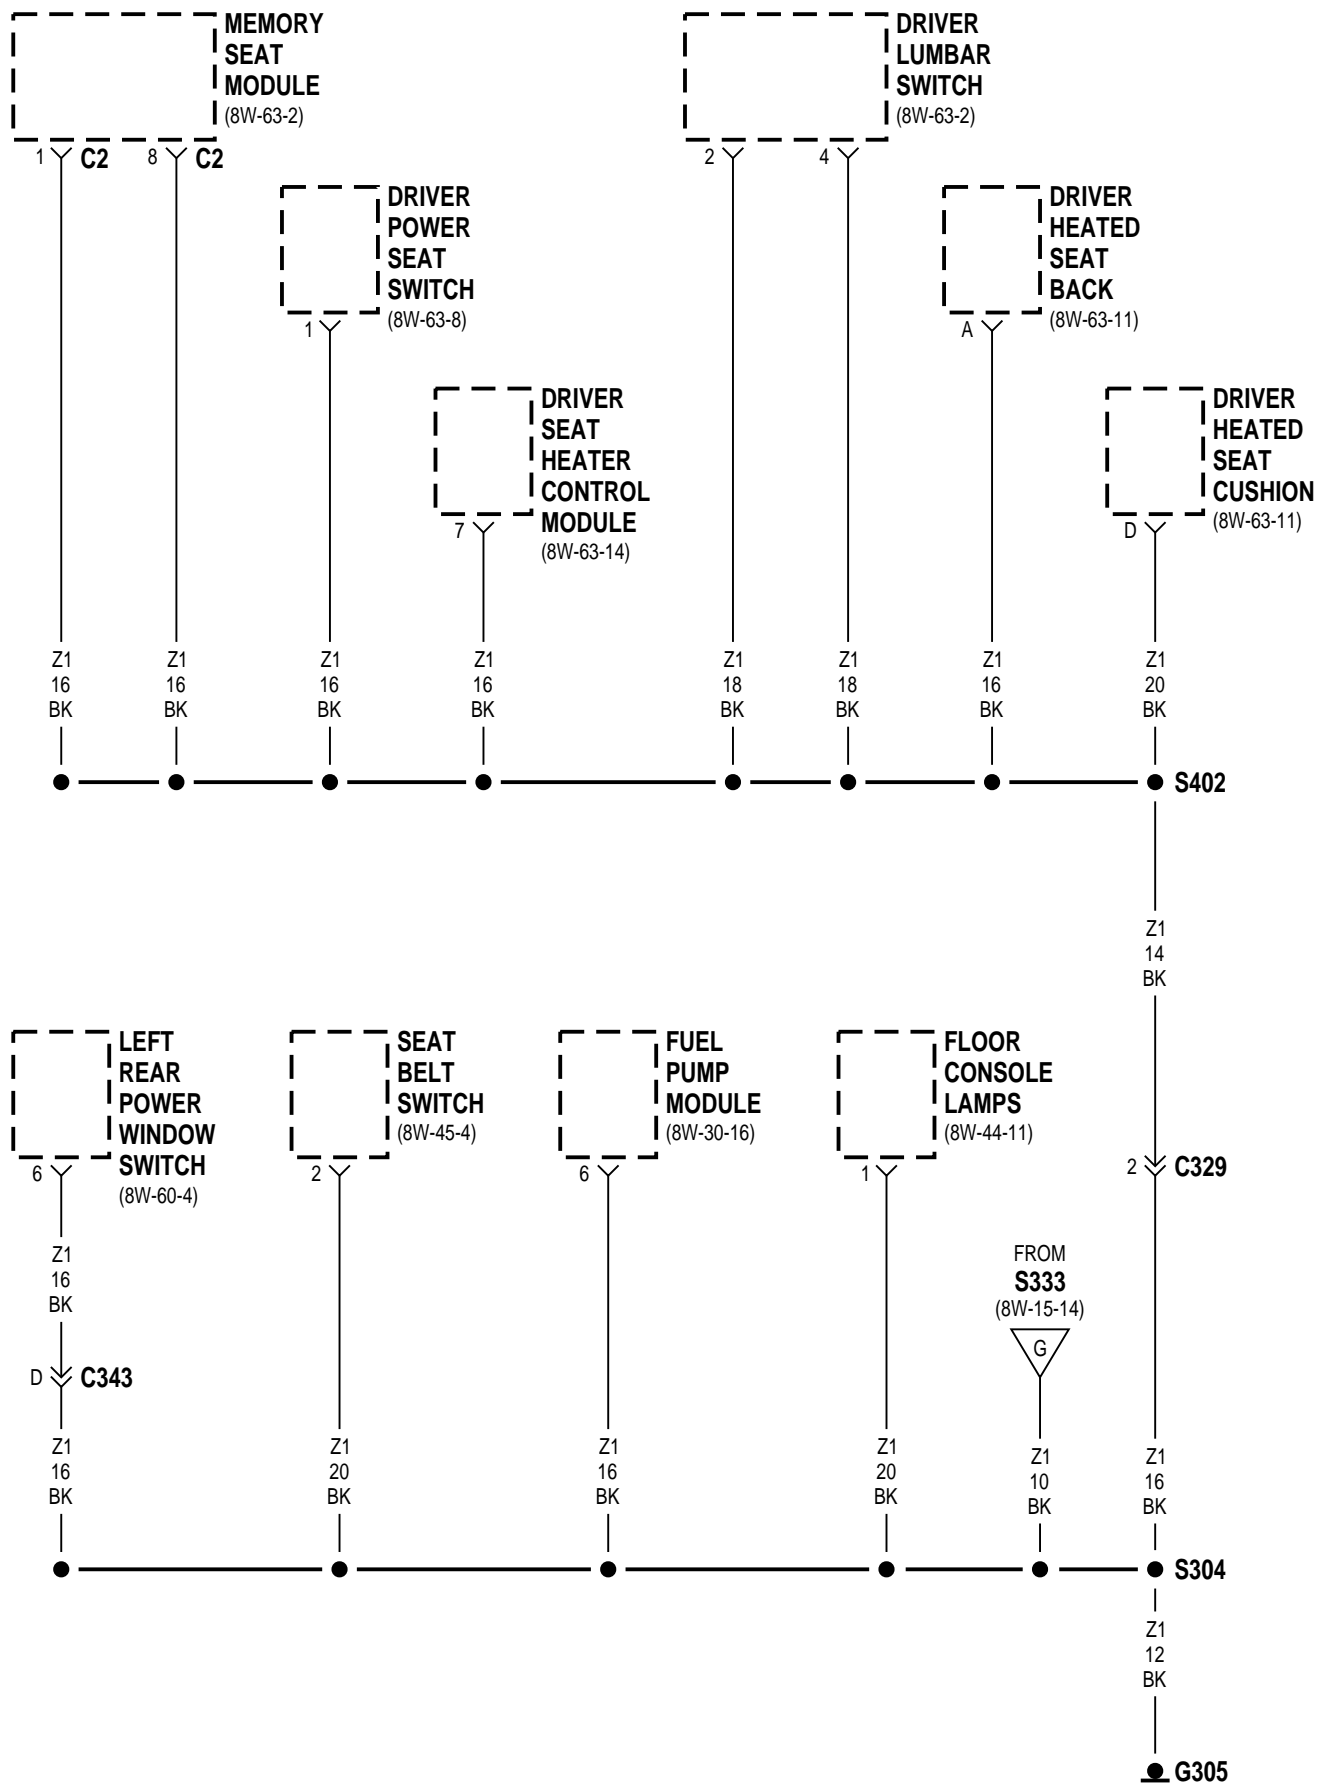 MEMORY
SEAT
MODULE
(8W-63-2)
1
C2
8
C2
DRIVER
LUMBAR
SWITCH
(8W-63-2)
2
4
DRIVER
POWER
SEAT
SWITCH
(8W-63-8)
1
DRIVER
HEATED
SEAT
BACK
(8W-63-11)
A
DRIVER
SEAT
HEATER
CONTROL
MODULE
(8W-63-14)
7
DRIVER
HEATED
SEAT
CUSHION
(8W-63-11)
D
Z1
16
BK
Z1
16
BK
Z1
16
BK
Z1
16
BK
Z1
18
BK
Z1
18
BK
Z1
16
BK
Z1
20
BK
S402
Z1
14
BK
LEFT
REAR
POWER
WINDOW
SWITCH
(8W-60-4)
6
SEAT
BELT
SWITCH
(8W-45-4)
2
FUEL
PUMP
MODULE
(8W-30-16)
6
FLOOR
CONSOLE
LAMPS
(8W-44-11)
1
2
C329
Z1
16
BK
FROM
S333
(8W-15-14)
G
D
C343
Z1
16
BK
Z1
20
BK
Z1
16
BK
Z1
20
BK
Z1
10
BK
Z1
16
BK
S304
Z1
12
BK
G305